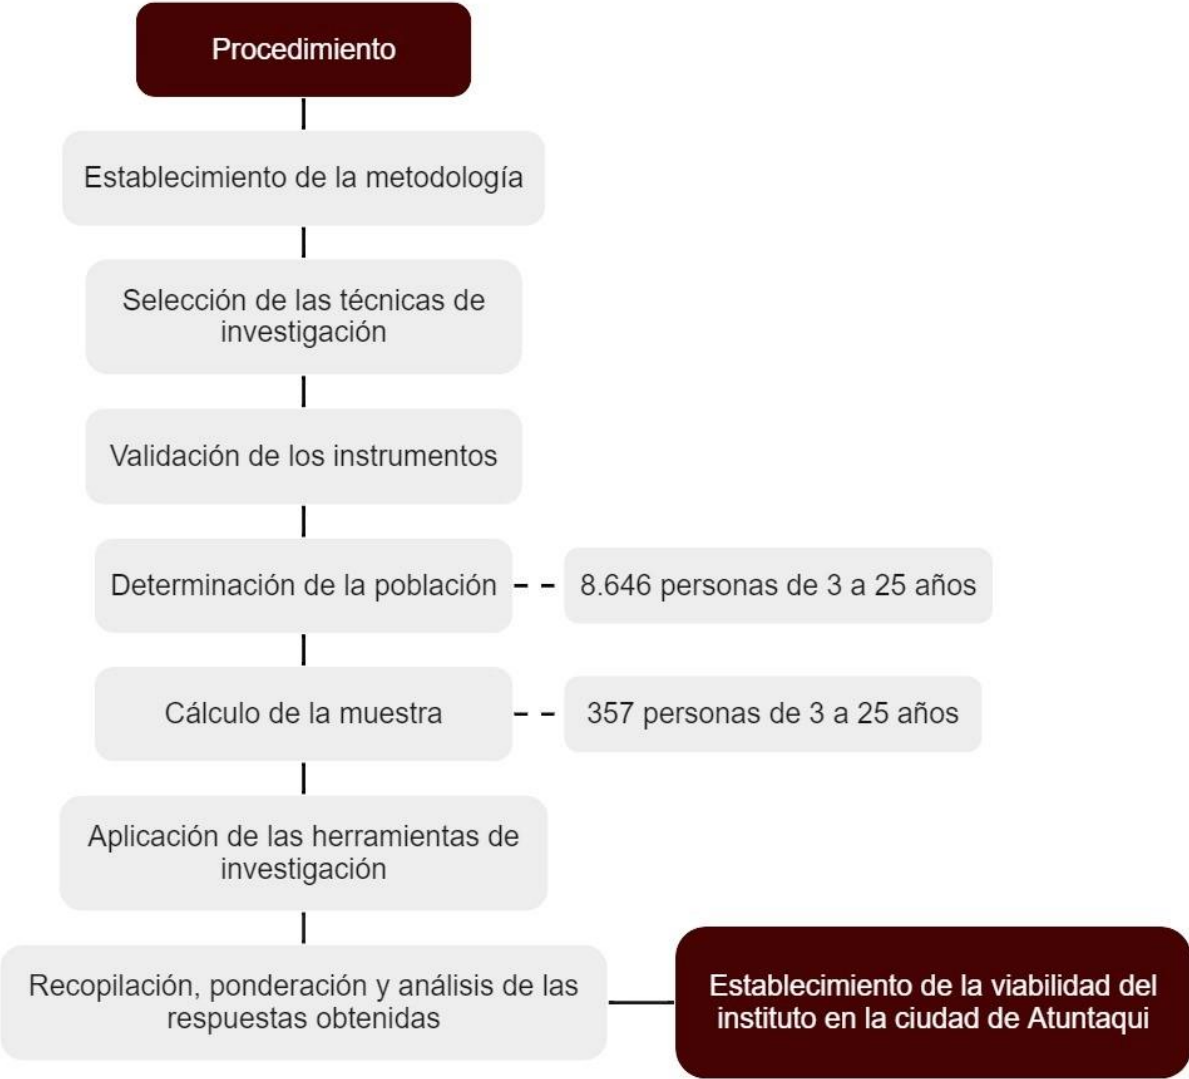 Procedimiento
Establecimiento de la metodología
Selección de las técnicas de
investigación
Validación de los instrumentos
Determinación de la población
8.646 personas de 3 a 25 años
Cálculo de la muestra
357 personas de 3 a 25 años
Aplicación de las herramientas de
investigación
Recopilación, ponderación y análisis de las
respuestas obtenidas
Establecimiento de la viabilidad del
instituto en la ciudad de Atuntaqui